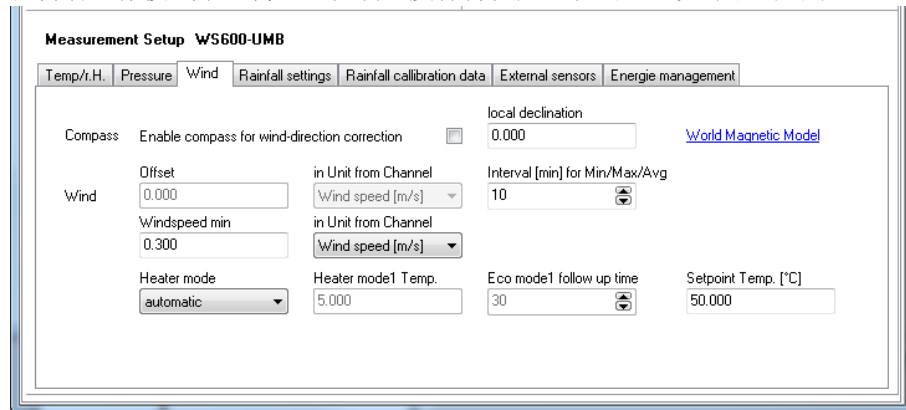 Measurement Setup WS600-UMB
Temp/r.H. Pressure Wind Rainfall settings Rainfall callibration data External sensors Energie management
local declination
Compass Enable compass for wind-direction correction 0.000 World Magnetic Model
Offset in Unit from Channel Interval [min] for Min/Max/Avg
Wind 0.000 Wind speed [m/s] 10
Windspeed min in Unit from Channel
0.300 Wind speed [m/s]
Heater mode Heater mode1 Temp. Eco mode1 follow up time Setpoint Temp. [°C]
automatic 5.000 30 50.000